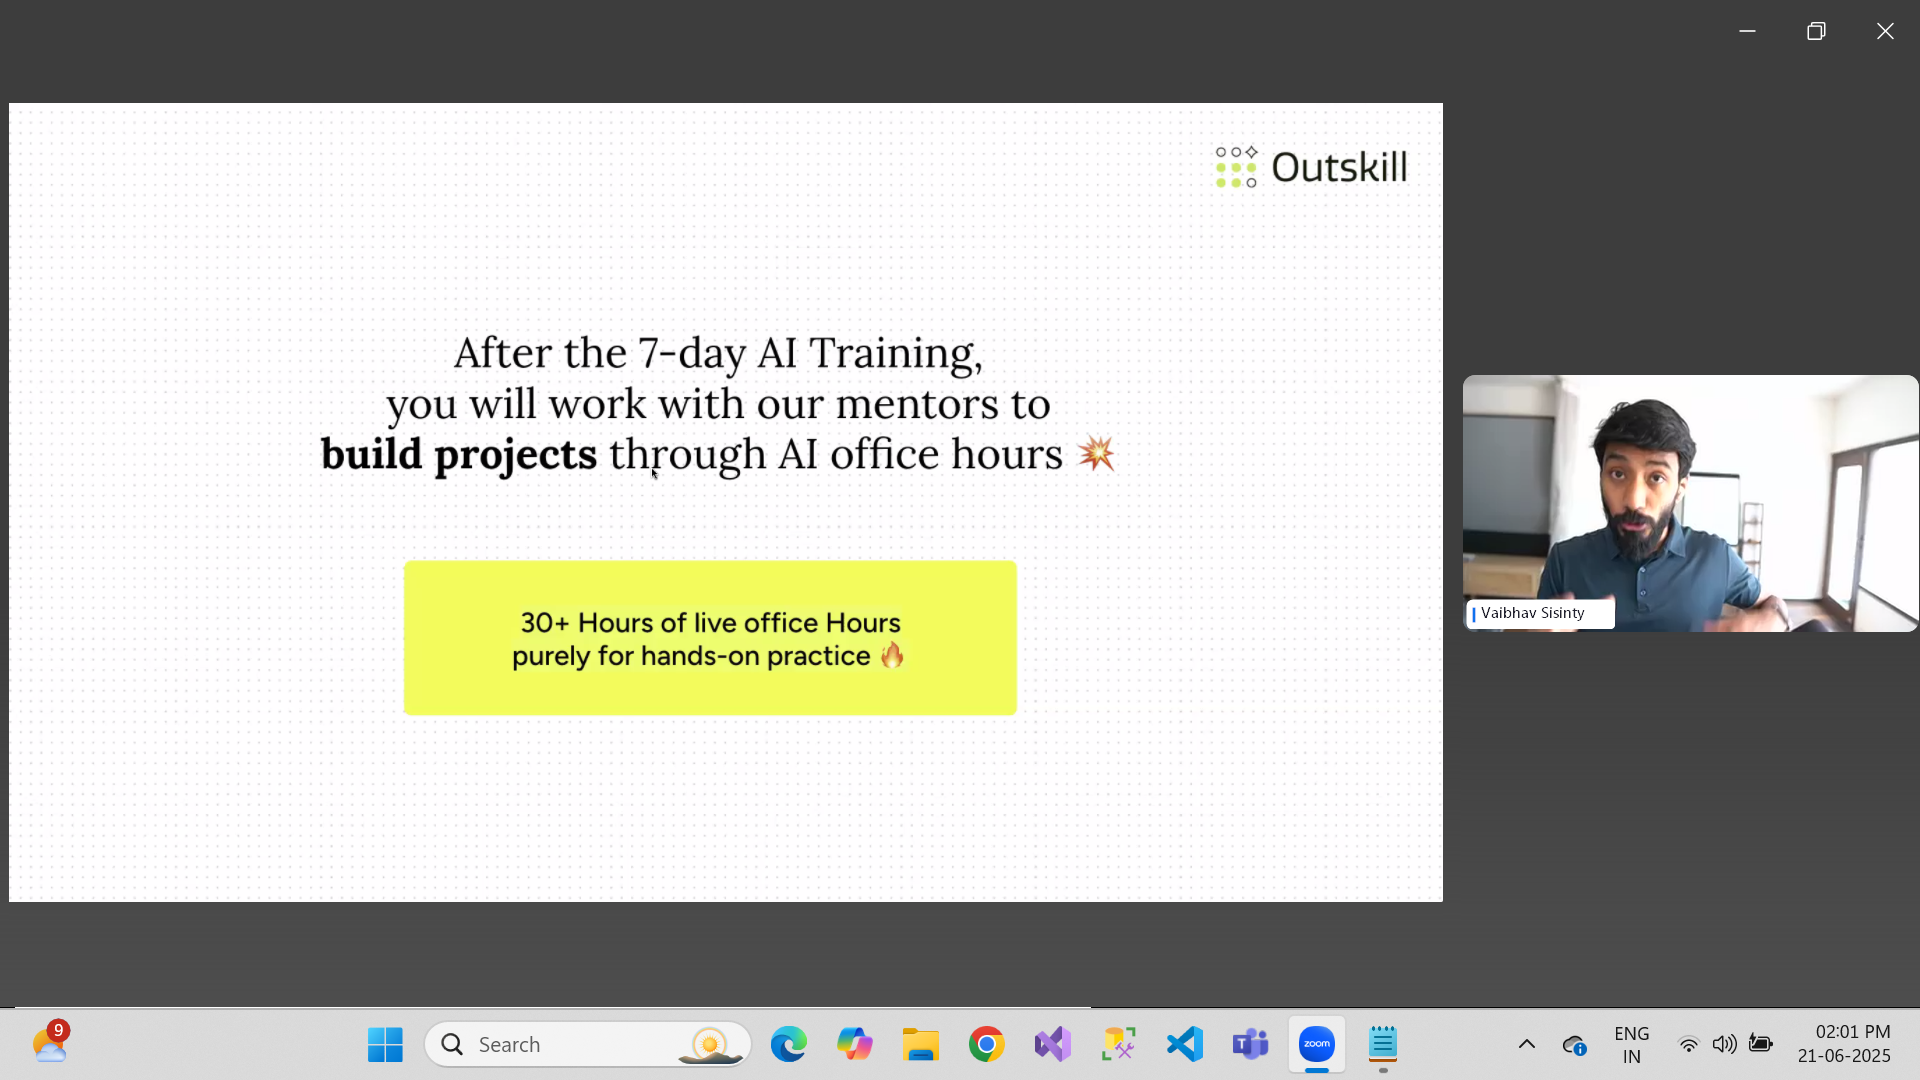 Outskill
After the 7-day AI Training,
you will work with our mentors to
build projects through AI office hours 💥
30+ Hours of live office Hours
purely for hands-on practice 🔥
Vaibhav Sisinty
9
Search
T
zoom
ENG
IN
02:01 PM
21-06-2025